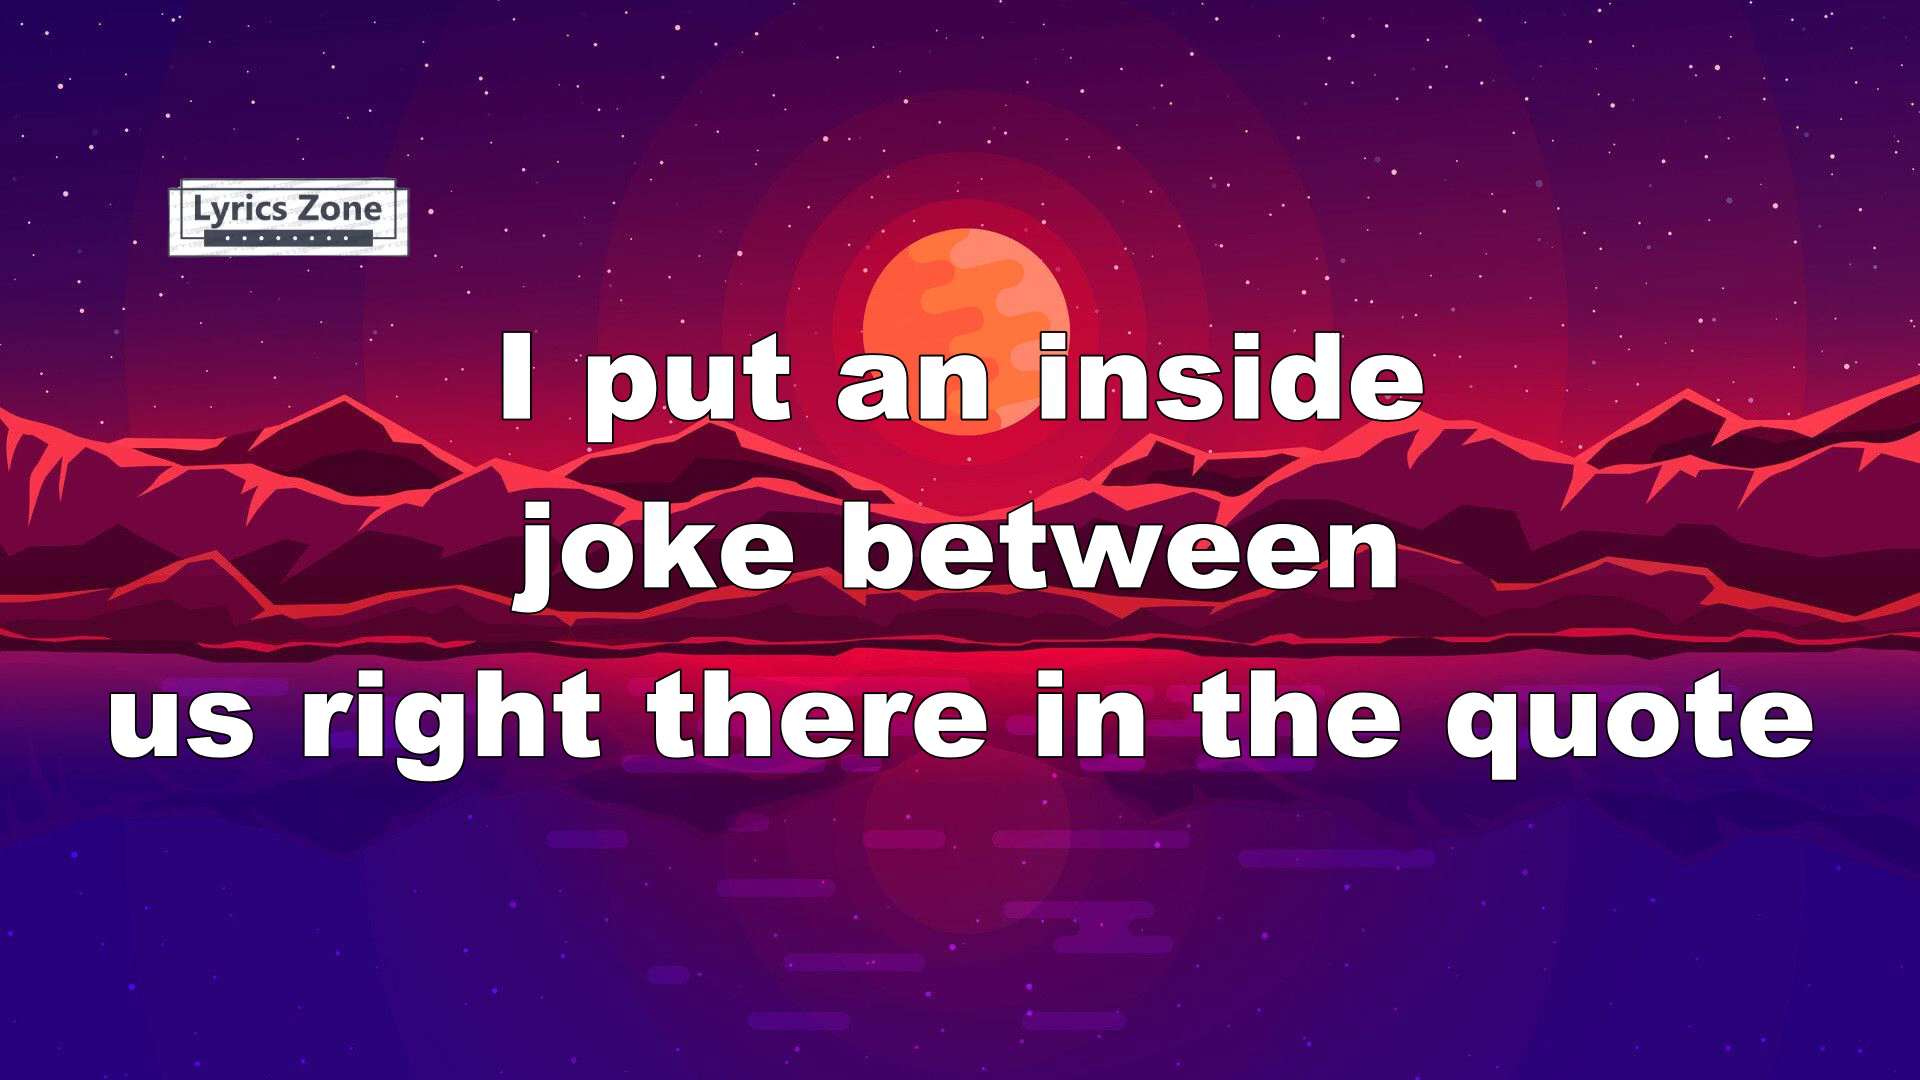 Lyrics Zone
I put an inside
joke between
us right there in the quote